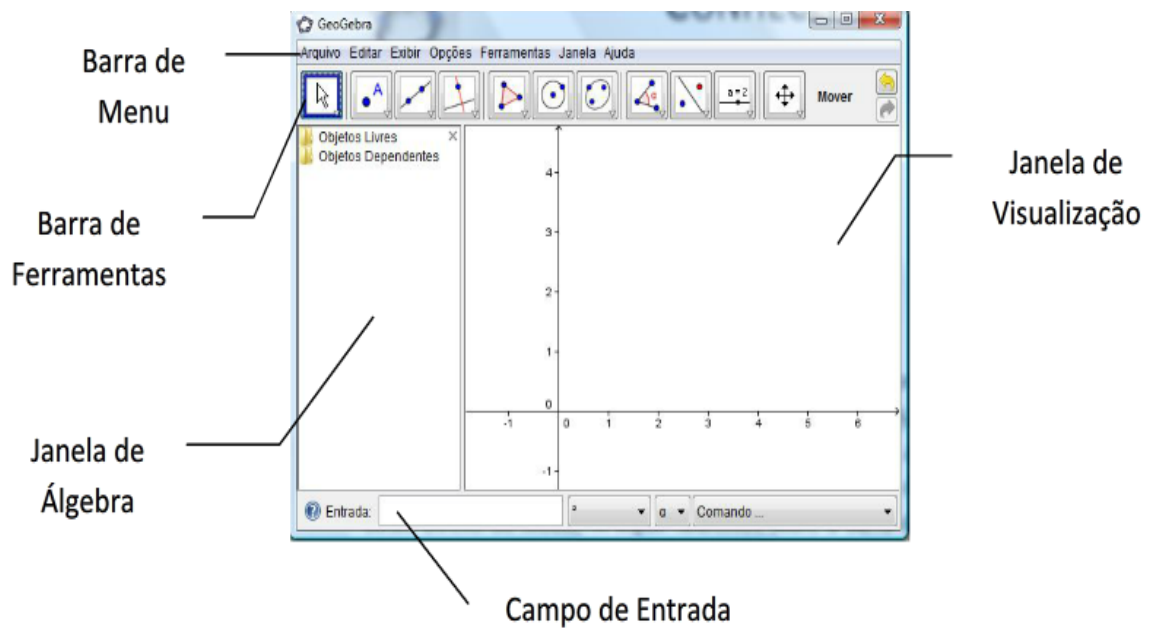 GeoGebra
Arquivo Editar Exibir Opções Ferramentas Janela Ajuda
A
α
a=2
Mover
Objetos Livres
Objetos Dependentes
4
3
2
1
0
-1
-1 0 1 2 3 4 5 6
Entrada:
²
α
Comando ...
Barra de
Menu
Barra de
Ferramentas
Janela de
Álgebra
Janela de
Visualização
Campo de Entrada